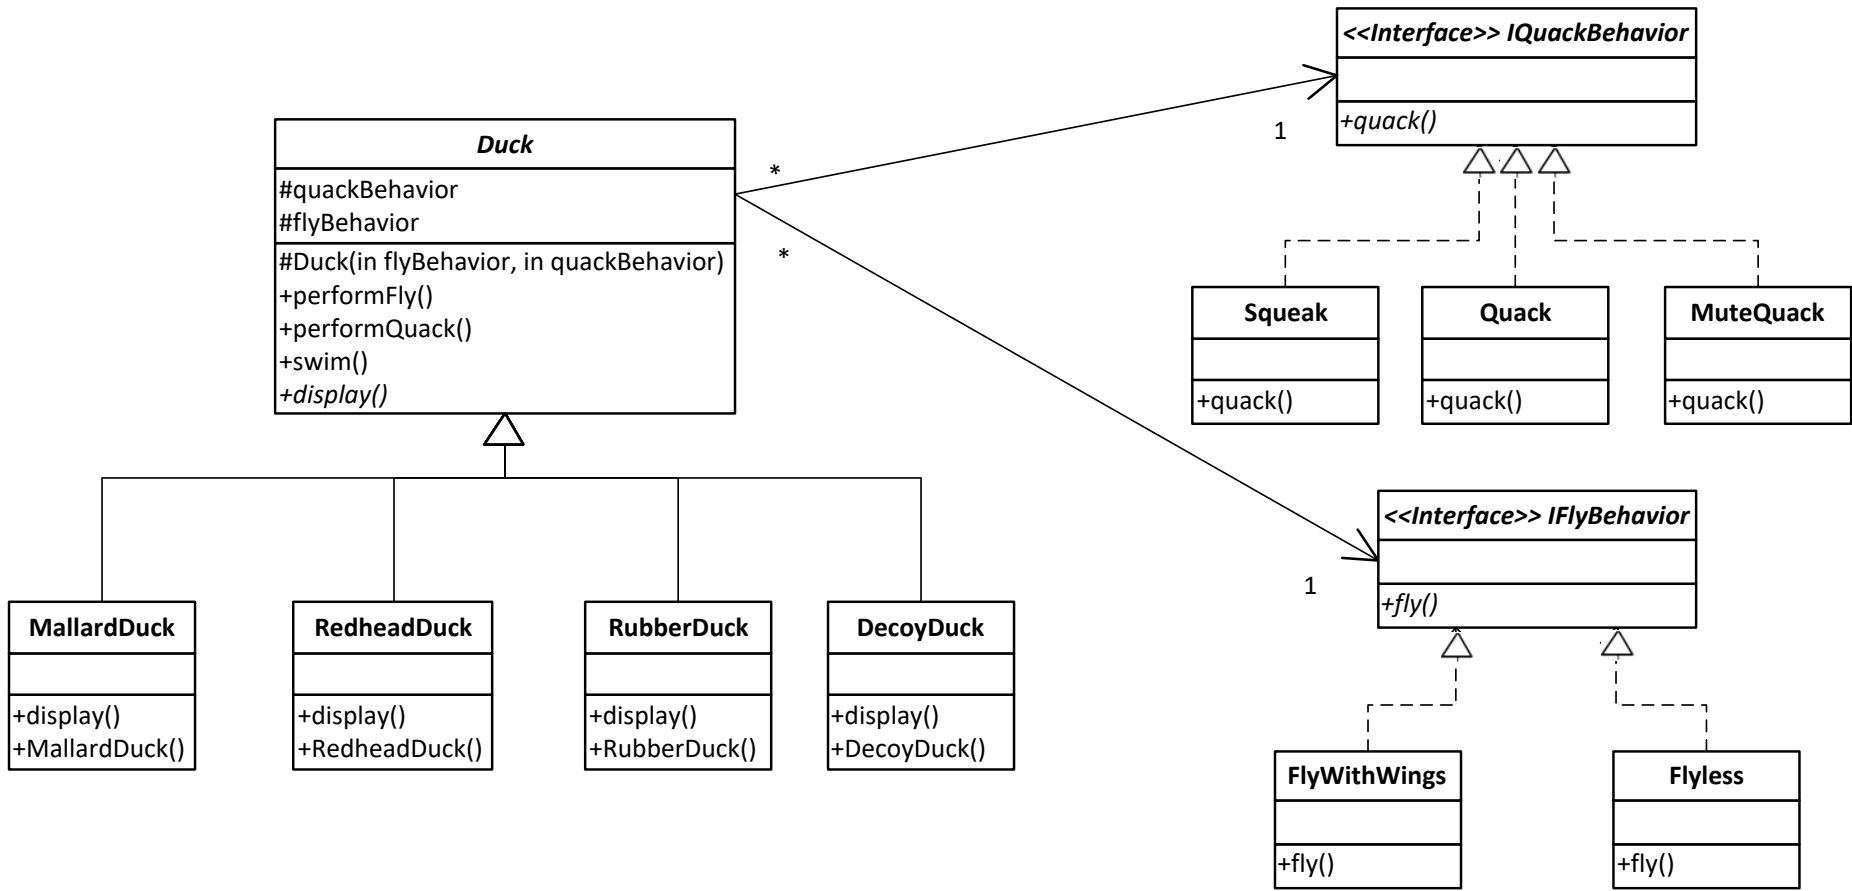 <<Interface>> IQuackBehavior
+quack()
1
*
Duck
#quackBehavior
#flyBehavior
#Duck(in flyBehavior, in quackBehavior)
+performFly()
+performQuack()
+swim()
+display()
*
Squeak
+quack()
Quack
+quack()
MuteQuack
+quack()
<<Interface>> IFlyBehavior
+fly()
1
MallardDuck
+display()
+MallardDuck()
RedheadDuck
+display()
+RedheadDuck()
RubberDuck
+display()
+RubberDuck()
DecoyDuck
+display()
+DecoyDuck()
FlyWithWings
+fly()
Flyless
+fly()